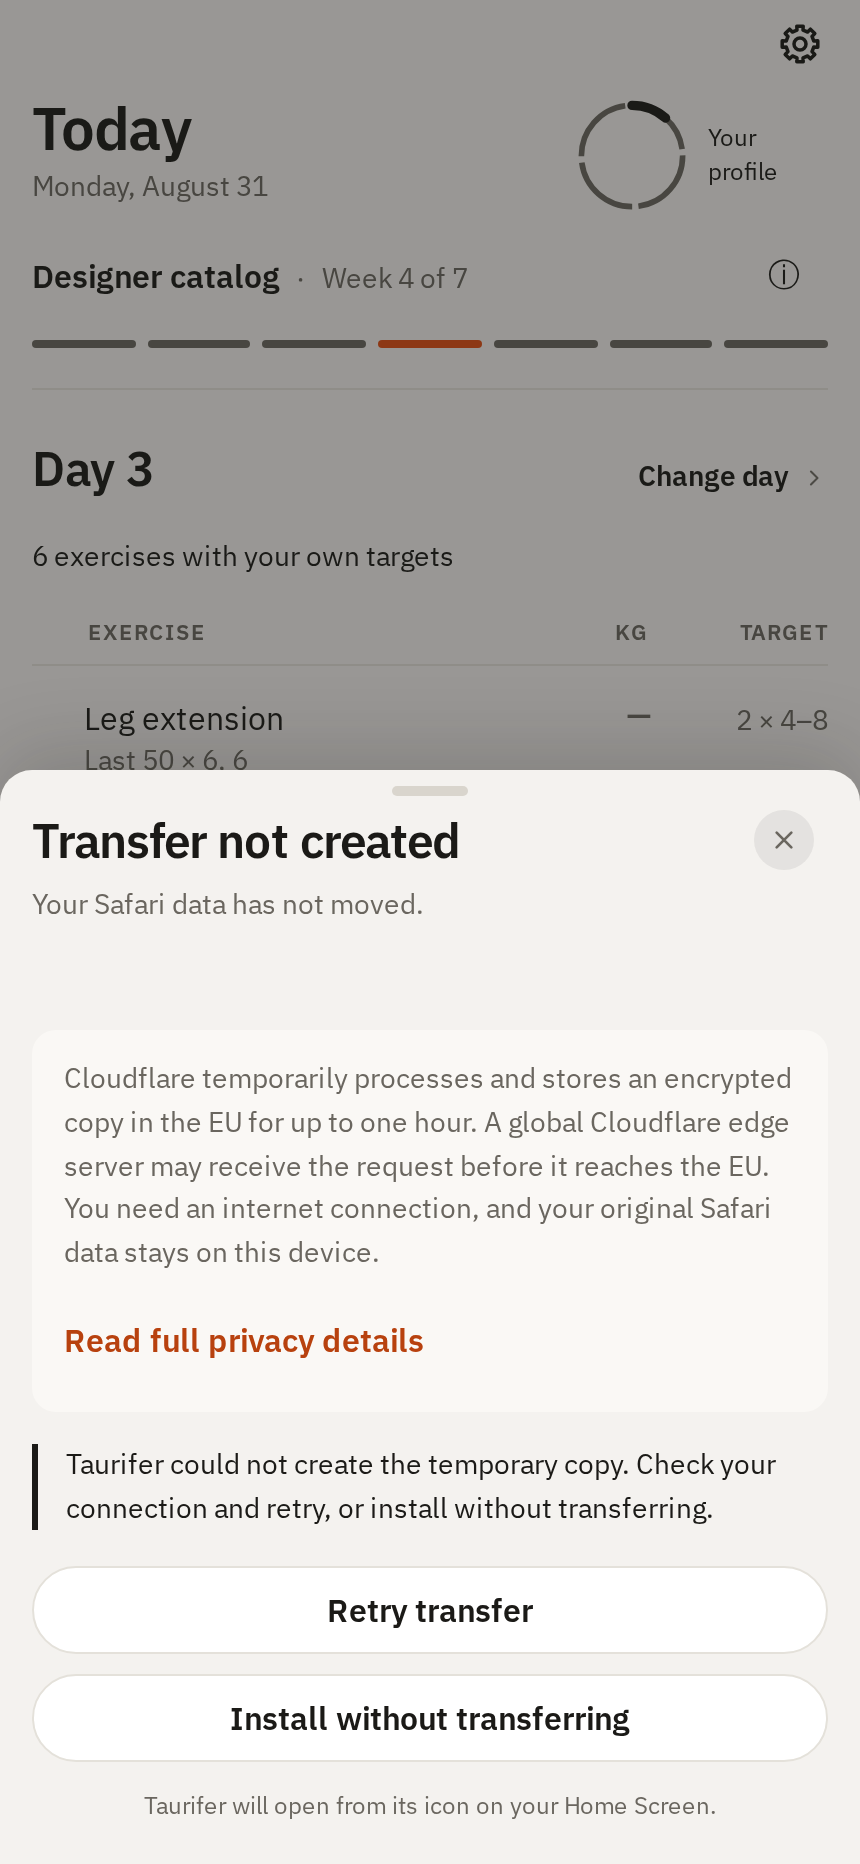 Today
Monday, August 31
Your
profile
Designer catalog · Week 4 of 7
Day 3
Change day
6 exercises with your own targets
EXERCISE KG TARGET
Leg extension — 2 × 4–8
Last 50 × 6, 6
Transfer not created
Your Safari data has not moved.
Cloudflare temporarily processes and stores an encrypted
copy in the EU for up to one hour. A global Cloudflare edge
server may receive the request before it reaches the EU.
You need an internet connection, and your original Safari
data stays on this device.
Read full privacy details
Taurifer could not create the temporary copy. Check your
connection and retry, or install without transferring.
Retry transfer
Install without transferring
Taurifer will open from its icon on your Home Screen.